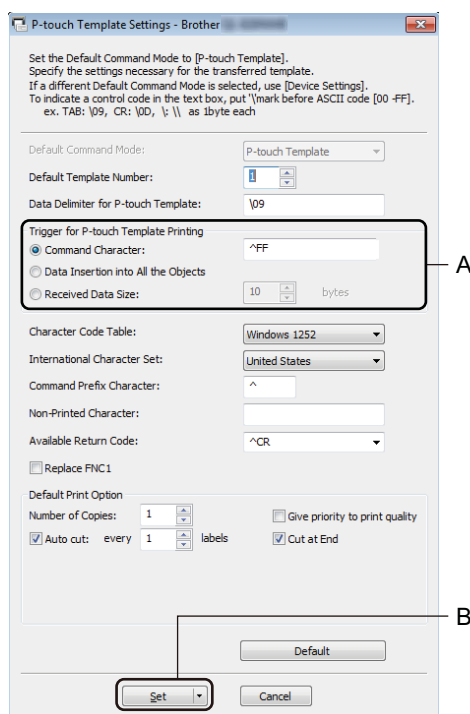 P-touch Template Settings - Brother
Set the Default Command Mode to [P-touch Template].
Specify the settings necessary for the transferred template.
If a different Default Command Mode is selected, use [Device Settings].
To indicate a control code in the text box, put '\'mark before ASCII code [00 -FF].
ex. TAB: \09, CR: \0D, \: \\ as 1byte each
Default Command Mode: P-touch Template
Default Template Number: 1
Data Delimiter for P-touch Template: \09
Trigger for P-touch Template Printing
Command Character: ^FF
A
Data Insertion into All the Objects
Received Data Size: 10 bytes
Character Code Table: Windows 1252
International Character Set: United States
Command Prefix Character: ^
Non-Printed Character:
Available Return Code: ^CR
Replace FNC1
Default Print Option
Number of Copies: 1 Give priority to print quality
Auto cut: every 1 labels Cut at End
B
Default
Set Cancel